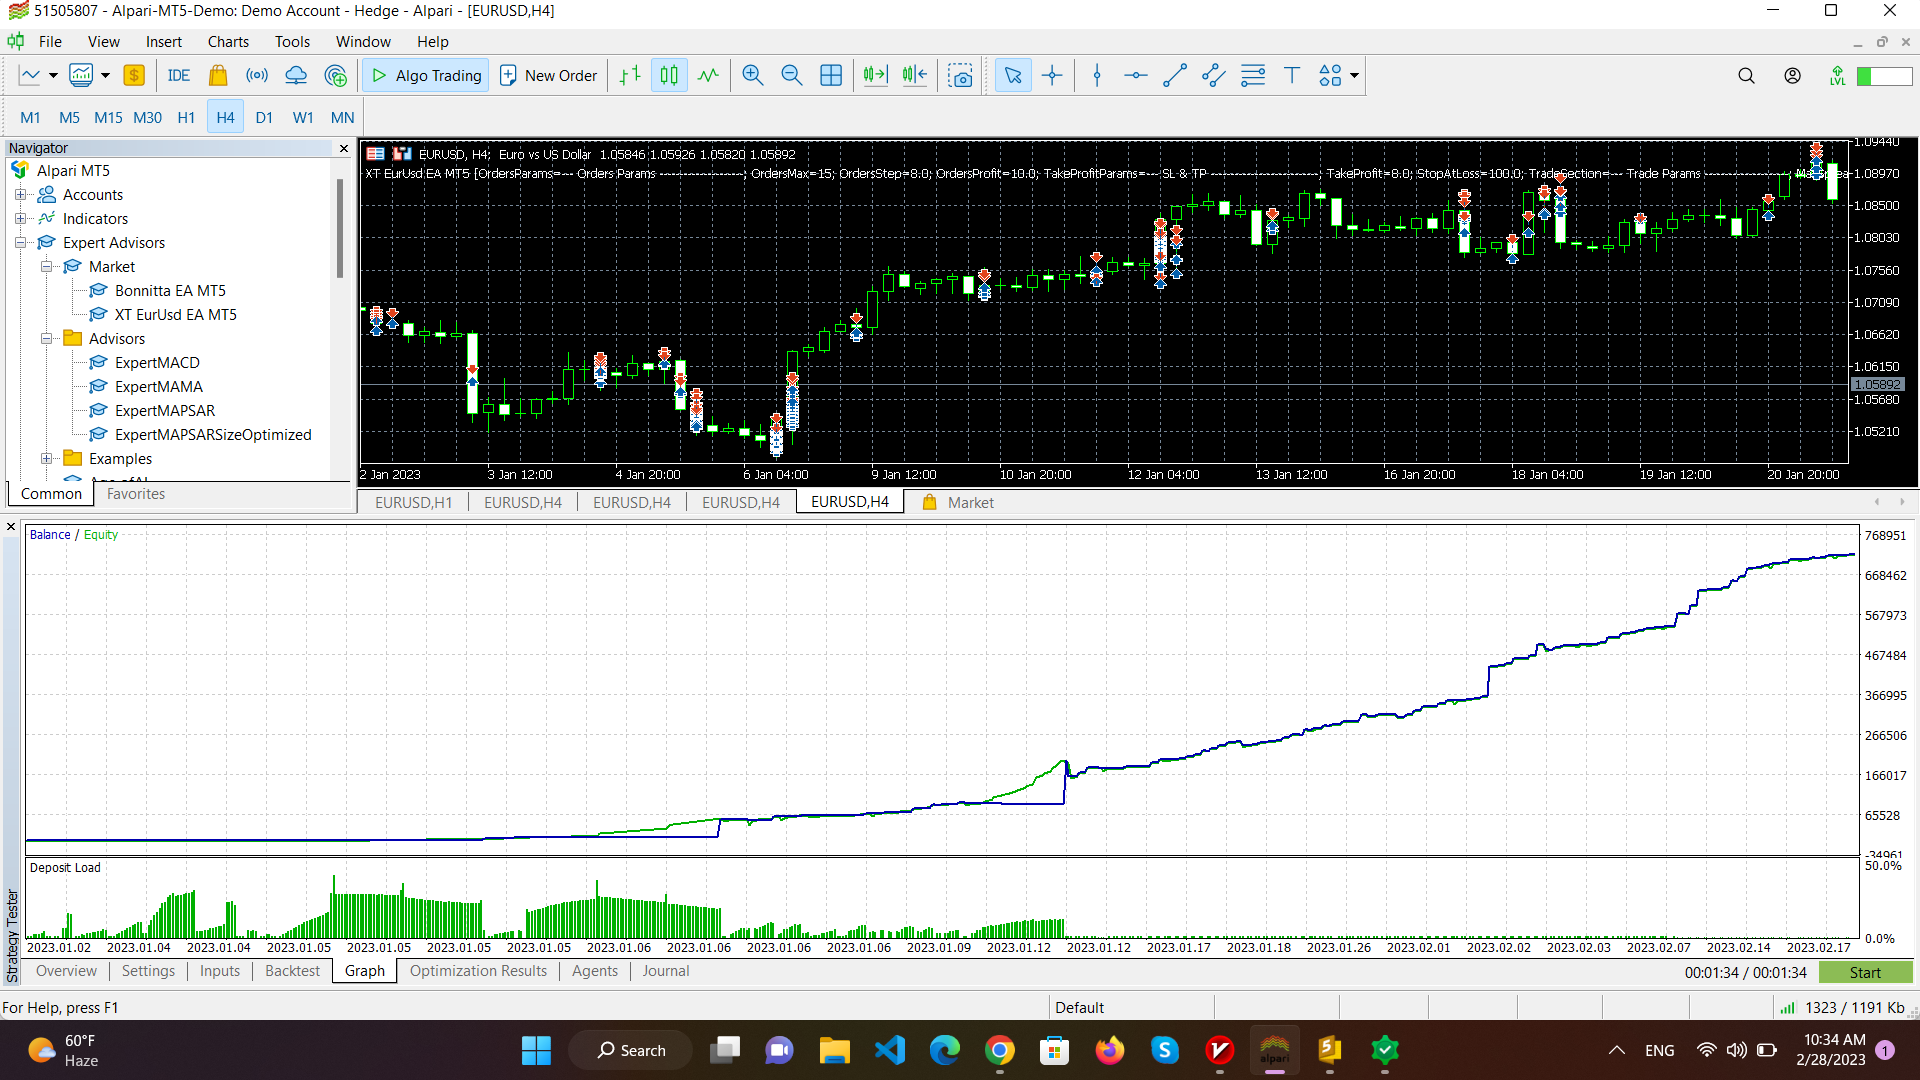 51505807 - Alpari-MT5-Demo: Demo Account - Hedge - Alpari - [EURUSD,H4]
File View Insert Charts Tools Window Help
IDE Algo Trading New Order LVL
M1 M5 M15 M30 H1 H4 D1 W1 MN
Navigator
Alpari MT5
Accounts
Indicators
Expert Advisors
Market
Bonnitta EA MT5
XT EurUsd EA MT5
Advisors
ExpertMACD
ExpertMAMA
ExpertMAPSAR
ExpertMAPSARSizeOptimized
Examples
Common Favorites
EURUSD, H4: Euro vs US Dollar 1.05846 1.05926 1.05820 1.05892
XT EurUsd EA MT5 [OrdersParams=--- Orders Params -----------------; OrdersMax=15; OrdersStep=8.0; OrdersProfit=10.0; TakeProfitParams=--- SL & TP ---------------------; TakeProfit=8.0; StopAtLoss=100.0; TradeSection=--- Trade Params -----------------
1.09440
1.08970
1.08500
1.08030
1.07560
1.07090
1.06620
1.06150
1.05892
1.05680
1.05210
2 Jan 2023 3 Jan 12:00 4 Jan 20:00 6 Jan 04:00 9 Jan 12:00 10 Jan 20:00 12 Jan 04:00 13 Jan 12:00 16 Jan 20:00 18 Jan 04:00 19 Jan 12:00 20 Jan 20:00
EURUSD,H1 EURUSD,H4 EURUSD,H4 EURUSD,H4 EURUSD,H4 Market
Strategy Tester
Balance / Equity
768951
668462
567973
467484
366995
266506
166017
65528
-34961
Deposit Load
50.0%
0.0%
2023.01.02 2023.01.04 2023.01.04 2023.01.05 2023.01.05 2023.01.05 2023.01.05 2023.01.06 2023.01.06 2023.01.06 2023.01.06 2023.01.09 2023.01.12 2023.01.12 2023.01.17 2023.01.18 2023.01.26 2023.02.01 2023.02.02 2023.02.03 2023.02.07 2023.02.14 2023.02.17
Overview Settings Inputs Backtest Graph Optimization Results Agents Journal 00:01:34 / 00:01:34 Start
For Help, press F1 Default 1323 / 1191 Kb
60°F
Haze
Search
alpari
ENG
10:34 AM
2/28/2023
1